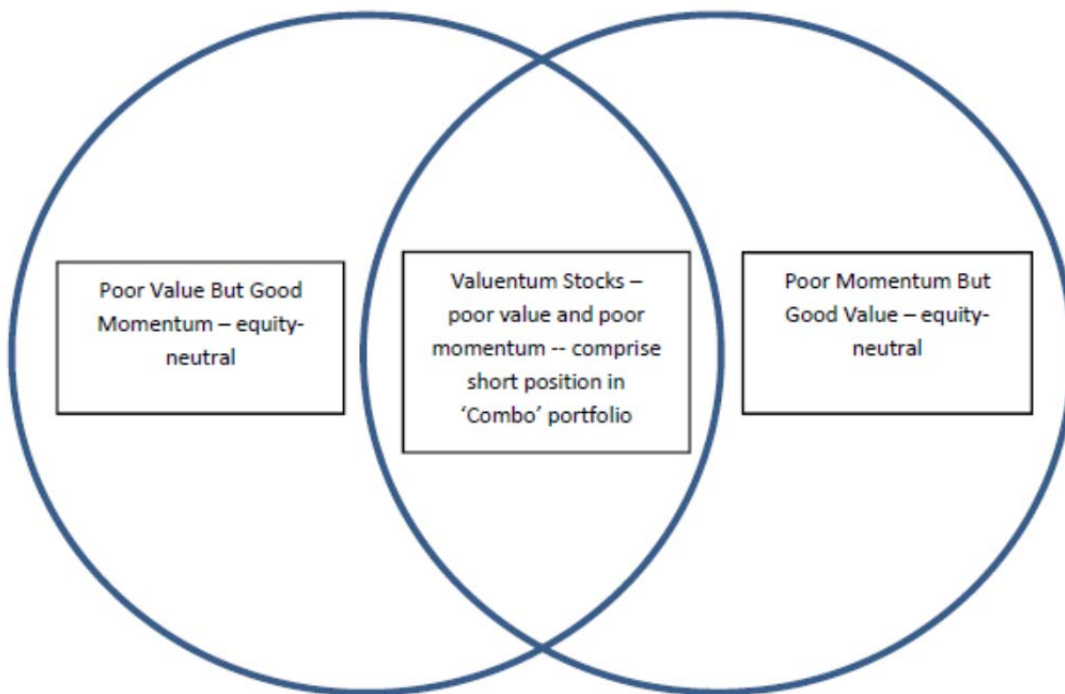 Poor Value But Good
Momentum – equity-
neutral
Valuentum Stocks –
poor value and poor
momentum -- comprise
short position in
‘Combo’ portfolio
Poor Momentum But
Good Value – equity-
neutral